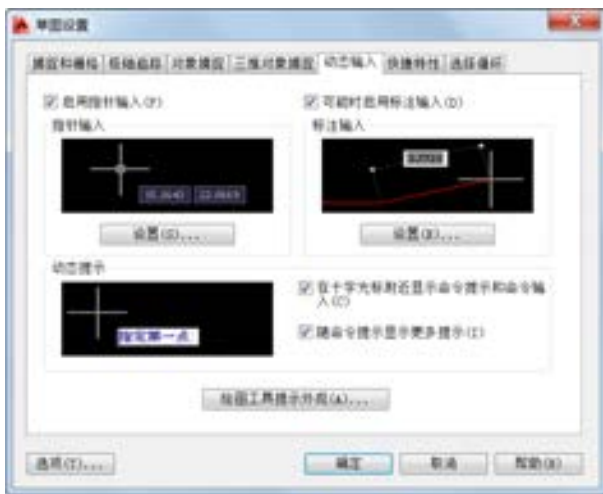 草图设置
捕捉和栅格 极轴追踪 对象捕捉 三维对象捕捉 动态输入 快捷特性 选择循环
启用指针输入(P)
可能时启用标注输入(D)
指针输入
标注输入
设置(S)...
设置(E)...
动态提示
在十字光标附近显示命令提示和命令输
入(C)
指定第一点
随命令提示显示更多提示(I)
绘图工具提示外观(A)...
选项(T)...
确定
取消
帮助(H)